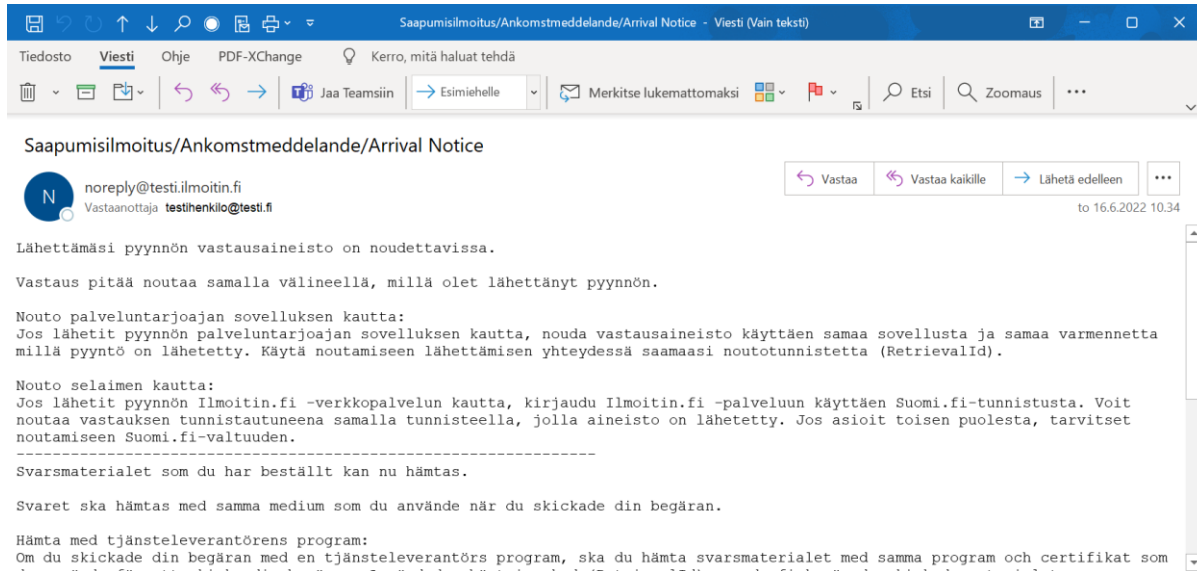 Saapumisilmoitus/Ankomstmeddelande/Arrival Notice - Viesti (Vain teksti)
Tiedosto Viesti Ohje PDF-XChange Kerro, mitä haluat tehdä
Jaa Teamsiin Esimiehelle Merkitse lukemattomaksi Etsi Zoomaus
Saapumisilmoitus/Ankomstmeddelande/Arrival Notice
N
noreply@testi.ilmoitin.fi
Vastaanottaja testihenkilo@testi.fi
Vastaa Vastaa kaikille Lähetä edelleen
to 16.6.2022 10.34
Lähettämäsi pyynnön vastausaineisto on noudettavissa.
Vastaus pitää noutaa samalla välineellä, millä olet lähettänyt pyynnön.
Nouto palveluntarjoajan sovelluksen kautta:
Jos lähetit pyynnön palveluntarjoajan sovelluksen kautta, nouda vastausaineisto käyttäen samaa sovellusta ja samaa varmennetta
millä pyyntö on lähetetty. Käytä noutamiseen lähettämisen yhteydessä saamaasi noutotunnistetta (RetrievalId).
Nouto selaimen kautta:
Jos lähetit pyynnön Ilmoitin.fi -verkkopalvelun kautta, kirjaudu Ilmoitin.fi -palveluun käyttäen Suomi.fi-tunnistusta. Voit
noutaa vastauksen tunnistautuneena samalla tunnisteella, jolla aineisto on lähetetty. Jos asioit toisen puolesta, tarvitset
noutamiseen Suomi.fi-valtuuden.
----------------------------------------------------------------
Svarsmaterialet som du har beställt kan nu hämtas.
Svaret ska hämtas med samma medium som du använde när du skickade din begäran.
Hämta med tjänsteleverantörens program:
Om du skickade din begäran med en tjänsteleverantörs program, ska du hämta svarsmaterialet med samma program och certifikat som